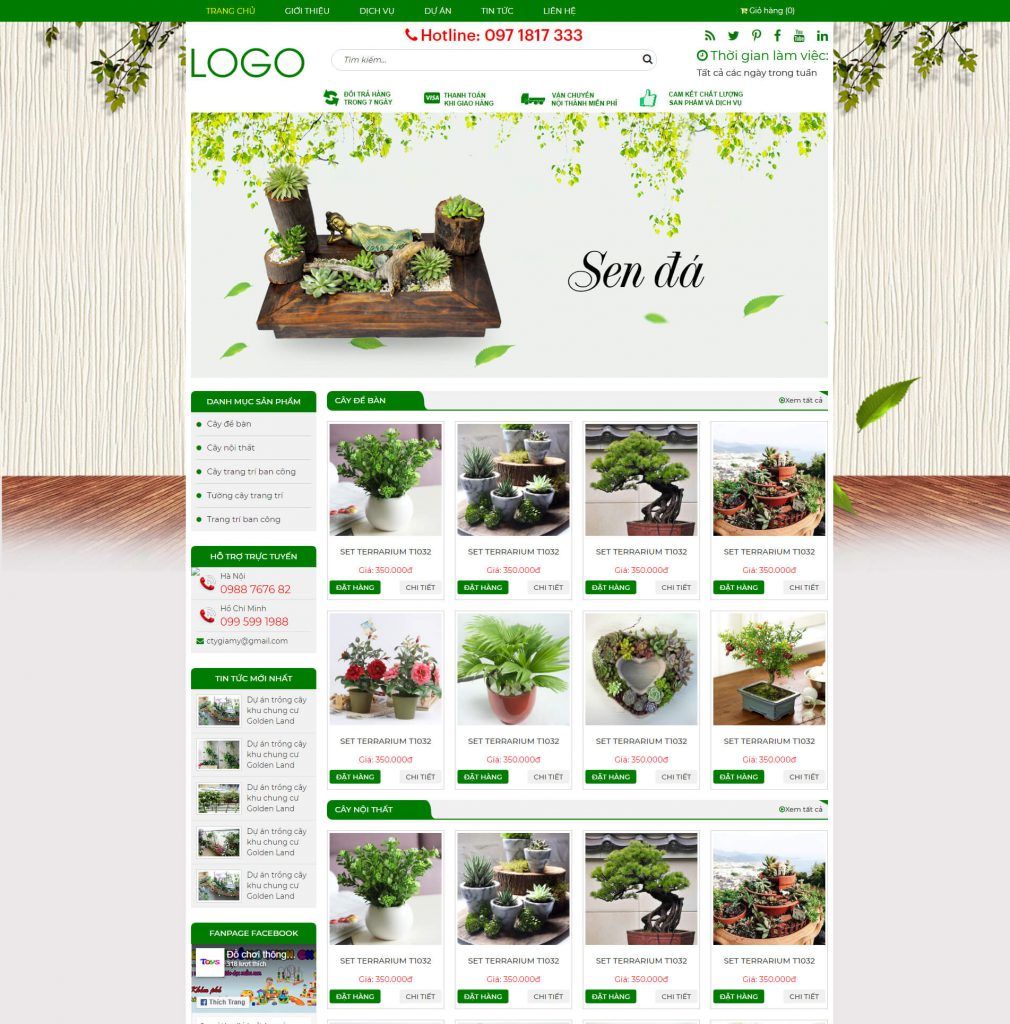 TRANG CHỦ GIỚI THIỆU DỊCH VỤ DỰ ÁN TIN TỨC LIÊN HỆ Giỏ hàng (0)
Hotline: 097 1817 333
LOGO
Tìm kiếm...
Thời gian làm việc:
Tất cả các ngày trong tuần
ĐỔI TRẢ HÀNG
TRONG 7 NGÀY
VISA
THANH TOÁN
KHI GIAO HÀNG
VẬN CHUYỂN
NỘI THÀNH MIỄN PHÍ
CAM KẾT CHẤT LƯỢNG
SẢN PHẨM VÀ DỊCH VỤ
Sen đá
DANH MỤC SẢN PHẨM
Cây để bàn
Cây nội thất
Cây trang trí ban công
Tường cây trang trí
Trang trí ban công
HỖ TRỢ TRỰC TUYẾN
Hà Nội
0988 7676 82
Hồ Chí Minh
099 599 1988
ctygiamy@gmail.com
TIN TỨC MỚI NHẤT
Dự án trồng cây
khu chung cư
Golden Land
Dự án trồng cây
khu chung cư
Golden Land
Dự án trồng cây
khu chung cư
Golden Land
Dự án trồng cây
khu chung cư
Golden Land
Dự án trồng cây
khu chung cư
Golden Land
FANPAGE FACEBOOK
Toys
Đồ chơi thông...
318 lượt thích
Thích Trang
CÂY ĐỂ BÀN Xem tất cả
SET TERRARIUM T1032 SET TERRARIUM T1032 SET TERRARIUM T1032 SET TERRARIUM T1032
Giá: 350.000đ Giá: 350.000đ Giá: 350.000đ Giá: 350.000đ
ĐẶT HÀNG CHI TIẾT ĐẶT HÀNG CHI TIẾT ĐẶT HÀNG CHI TIẾT ĐẶT HÀNG CHI TIẾT
SET TERRARIUM T1032 SET TERRARIUM T1032 SET TERRARIUM T1032 SET TERRARIUM T1032
Giá: 350.000đ Giá: 350.000đ Giá: 350.000đ Giá: 350.000đ
ĐẶT HÀNG CHI TIẾT ĐẶT HÀNG CHI TIẾT ĐẶT HÀNG CHI TIẾT ĐẶT HÀNG CHI TIẾT
CÂY NỘI THẤT Xem tất cả
SET TERRARIUM T1032 SET TERRARIUM T1032 SET TERRARIUM T1032 SET TERRARIUM T1032
Giá: 350.000đ Giá: 350.000đ Giá: 350.000đ Giá: 350.000đ
ĐẶT HÀNG CHI TIẾT ĐẶT HÀNG CHI TIẾT ĐẶT HÀNG CHI TIẾT ĐẶT HÀNG CHI TIẾT